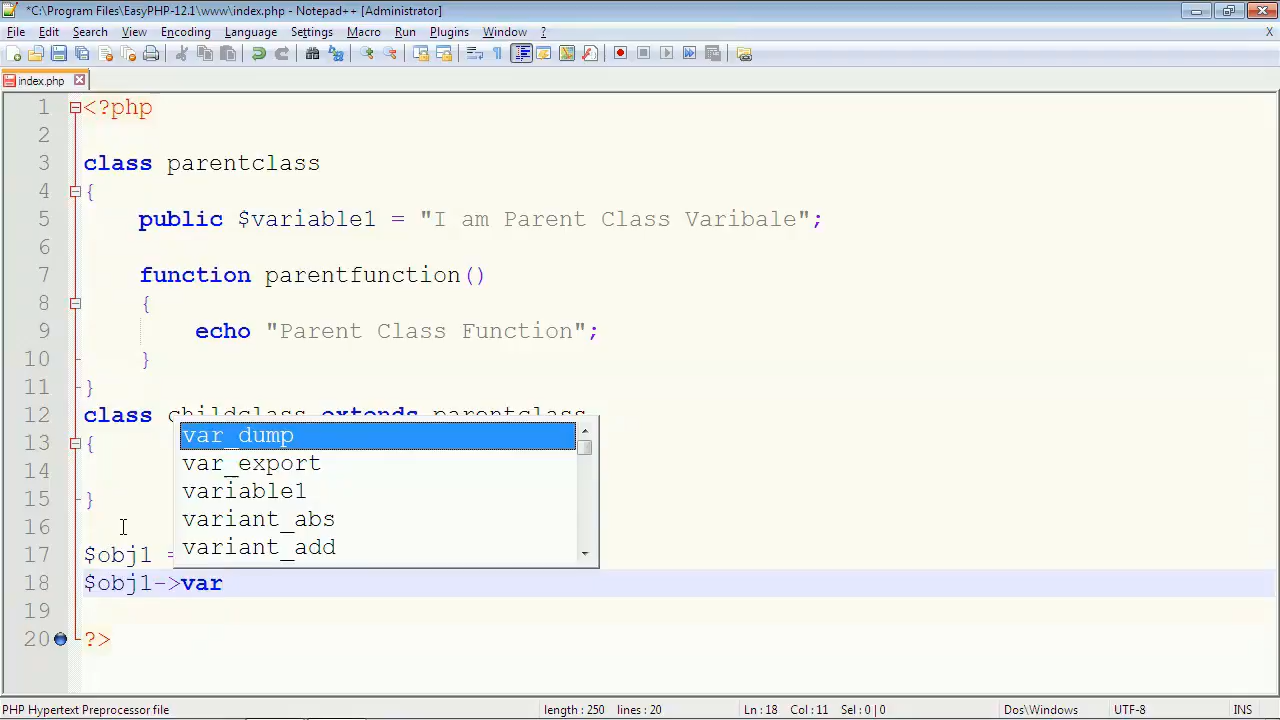 *C:\Program Files\EasyPHP-12.1\www\index.php - Notepad++ [Administrator]
File Edit Search View Encoding Language Settings Macro Run Plugins Window ? X
index.php
1 <?php
2
3 class parentclass
4 {
5 public $variable1 = "I am Parent Class Varibale";
6
7 function parentfunction()
8 {
9 echo "Parent Class Function";
10 }
11 }
12 class childclass extends parentclass
13 {
var_dump
var_export
14
variable1
15 }
variant_abs
16
variant_add
17 $obj1 =
18 $obj1->var
19
20 ?>
PHP Hypertext Preprocessor file length : 250 lines : 20 Ln : 18 Col : 11 Sel : 0 | 0 Dos\Windows UTF-8 INS